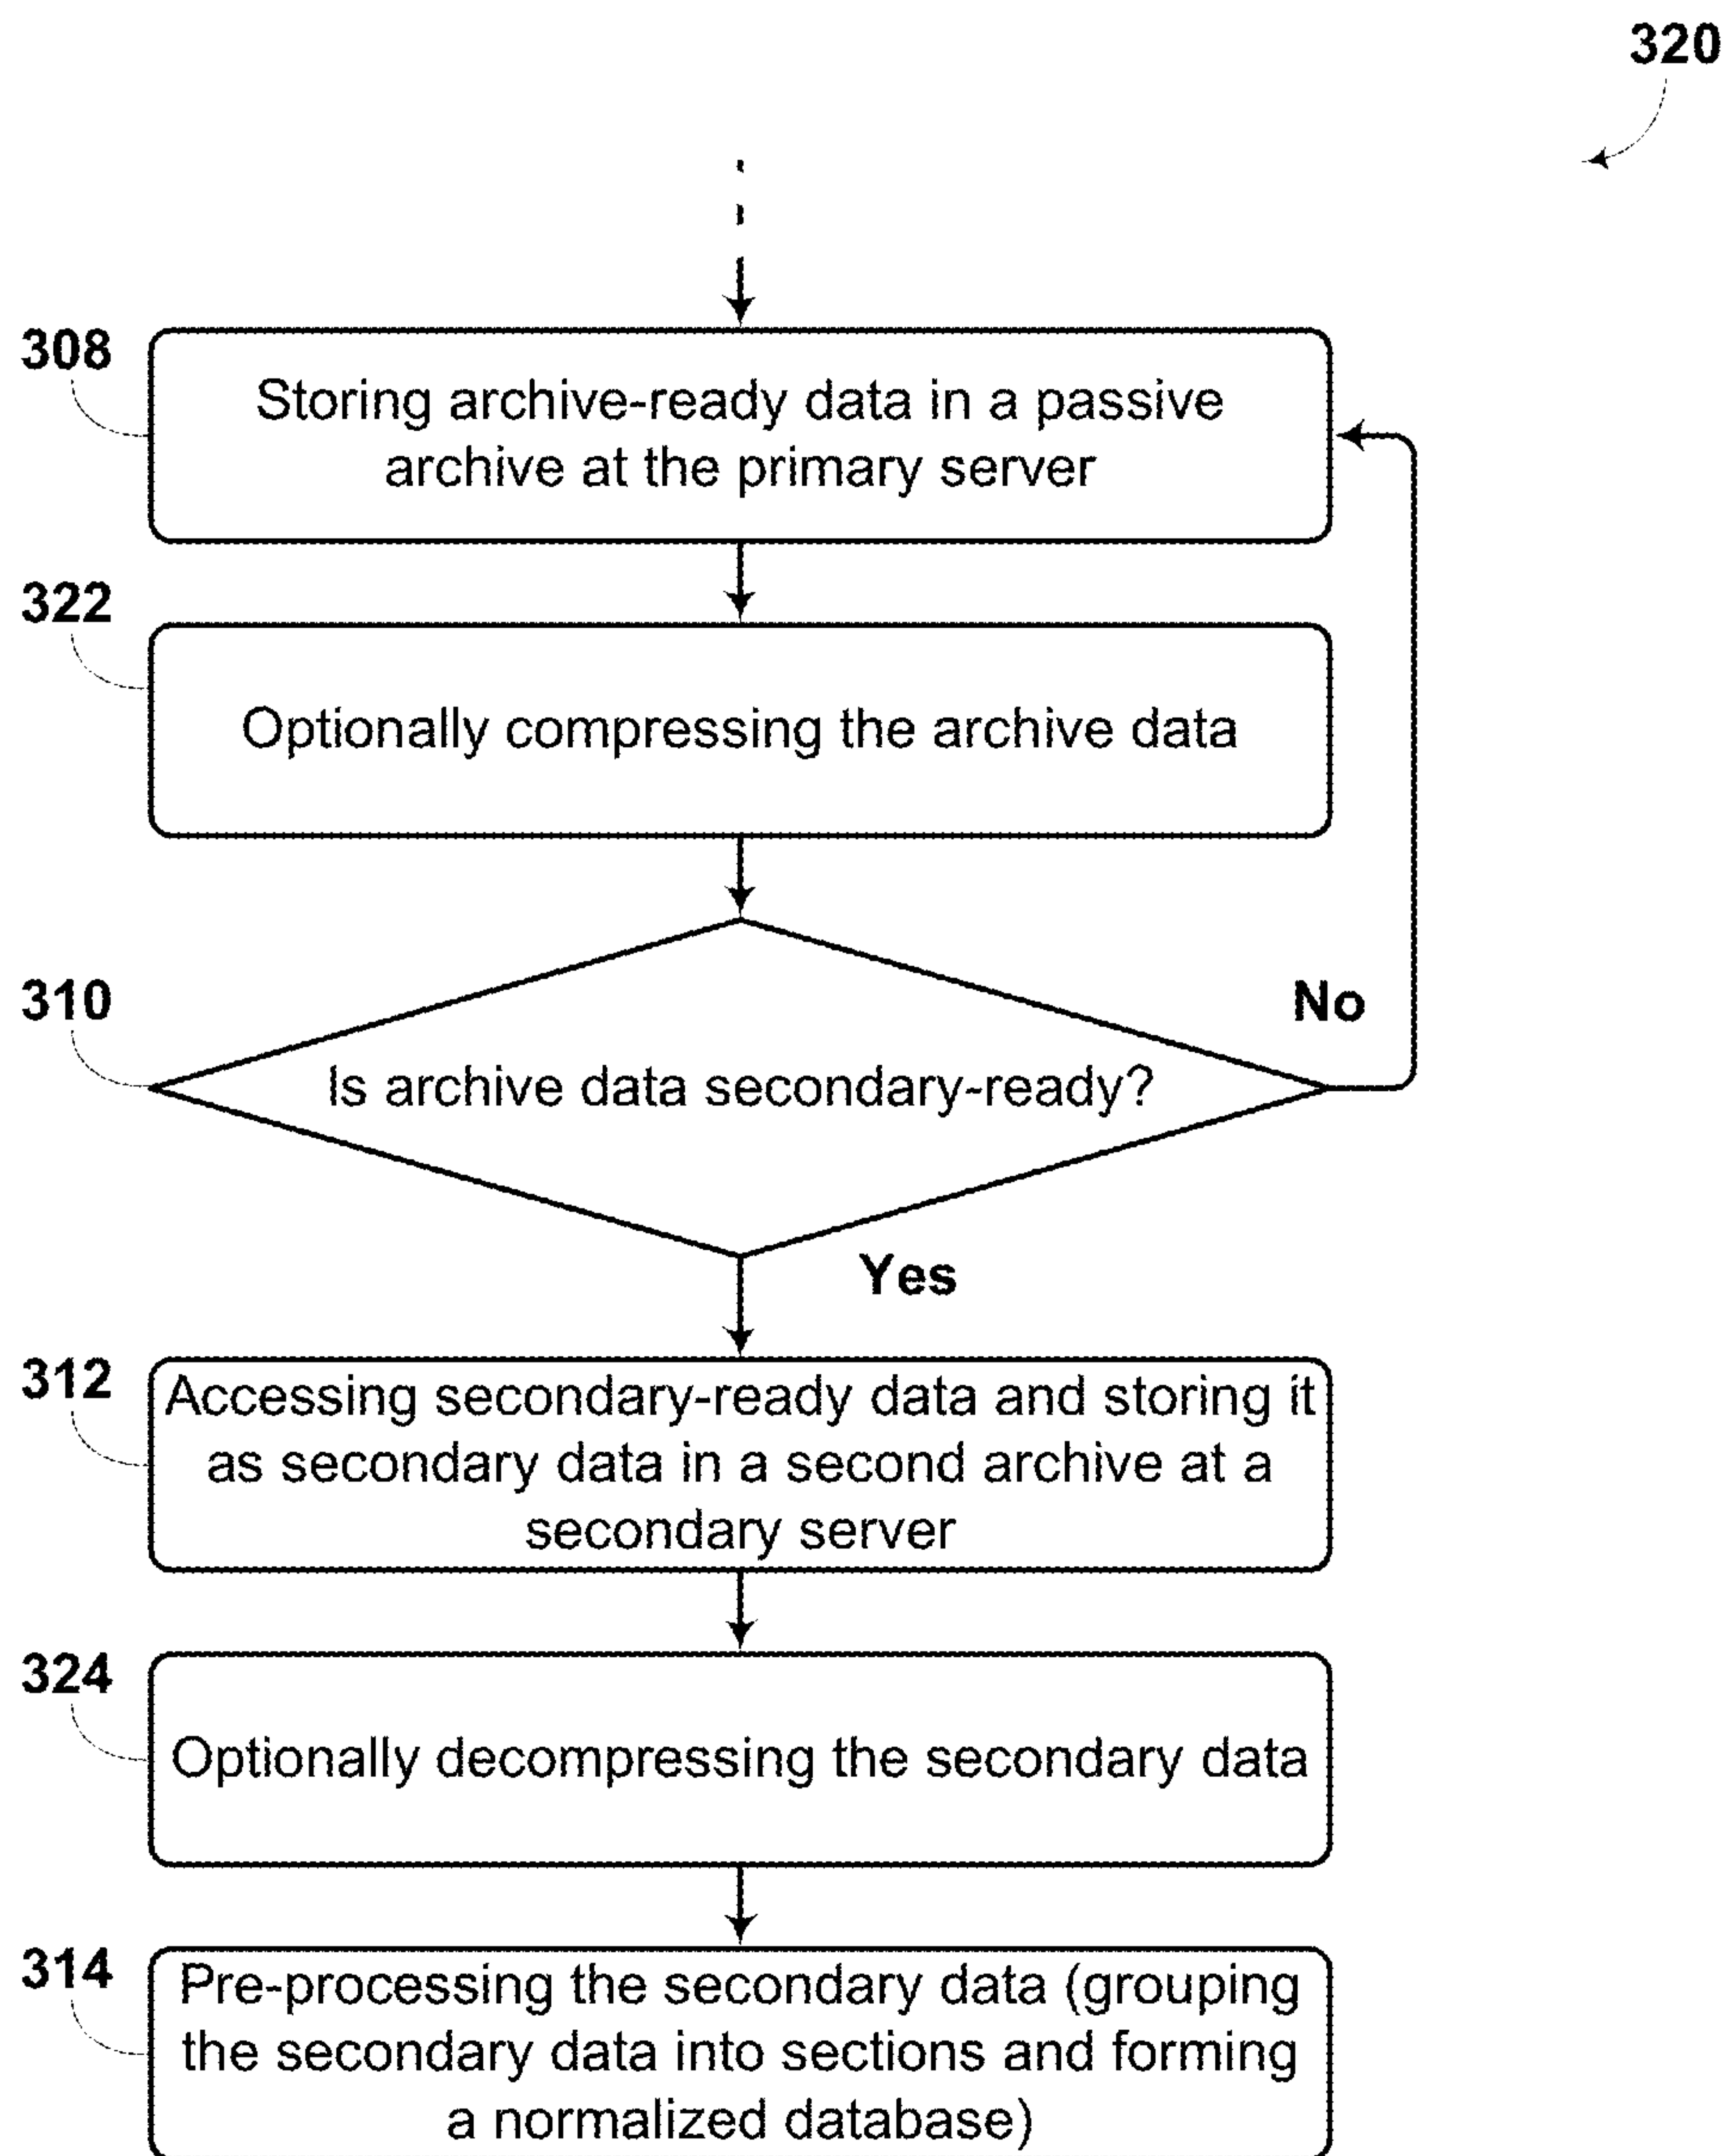 320
308
Storing archive-ready data in a passive
archive at the primary server
322
Optionally compressing the archive data
310
No
Is archive data secondary-ready?
Yes
312
Accessing secondary-ready data and storing it
as secondary data in a second archive at a
secondary server
324
Optionally decompressing the secondary data
314
Pre-processing the secondary data (grouping
the secondary data into sections and forming
a normalized database)